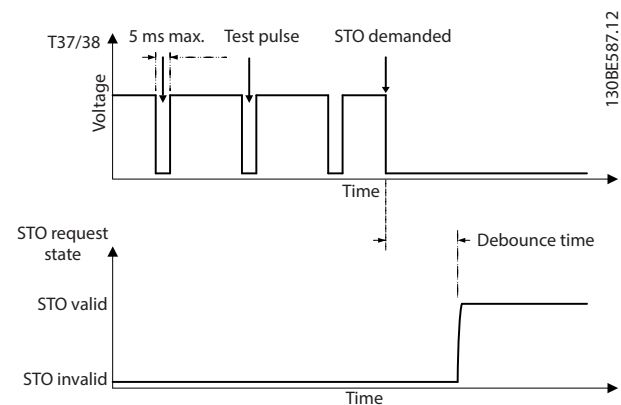 T37/38
5 ms max.
Test pulse
STO demanded
130BE587.12
Voltage
Time
STO request
state
Debounce time
STO valid
STO invalid
Time